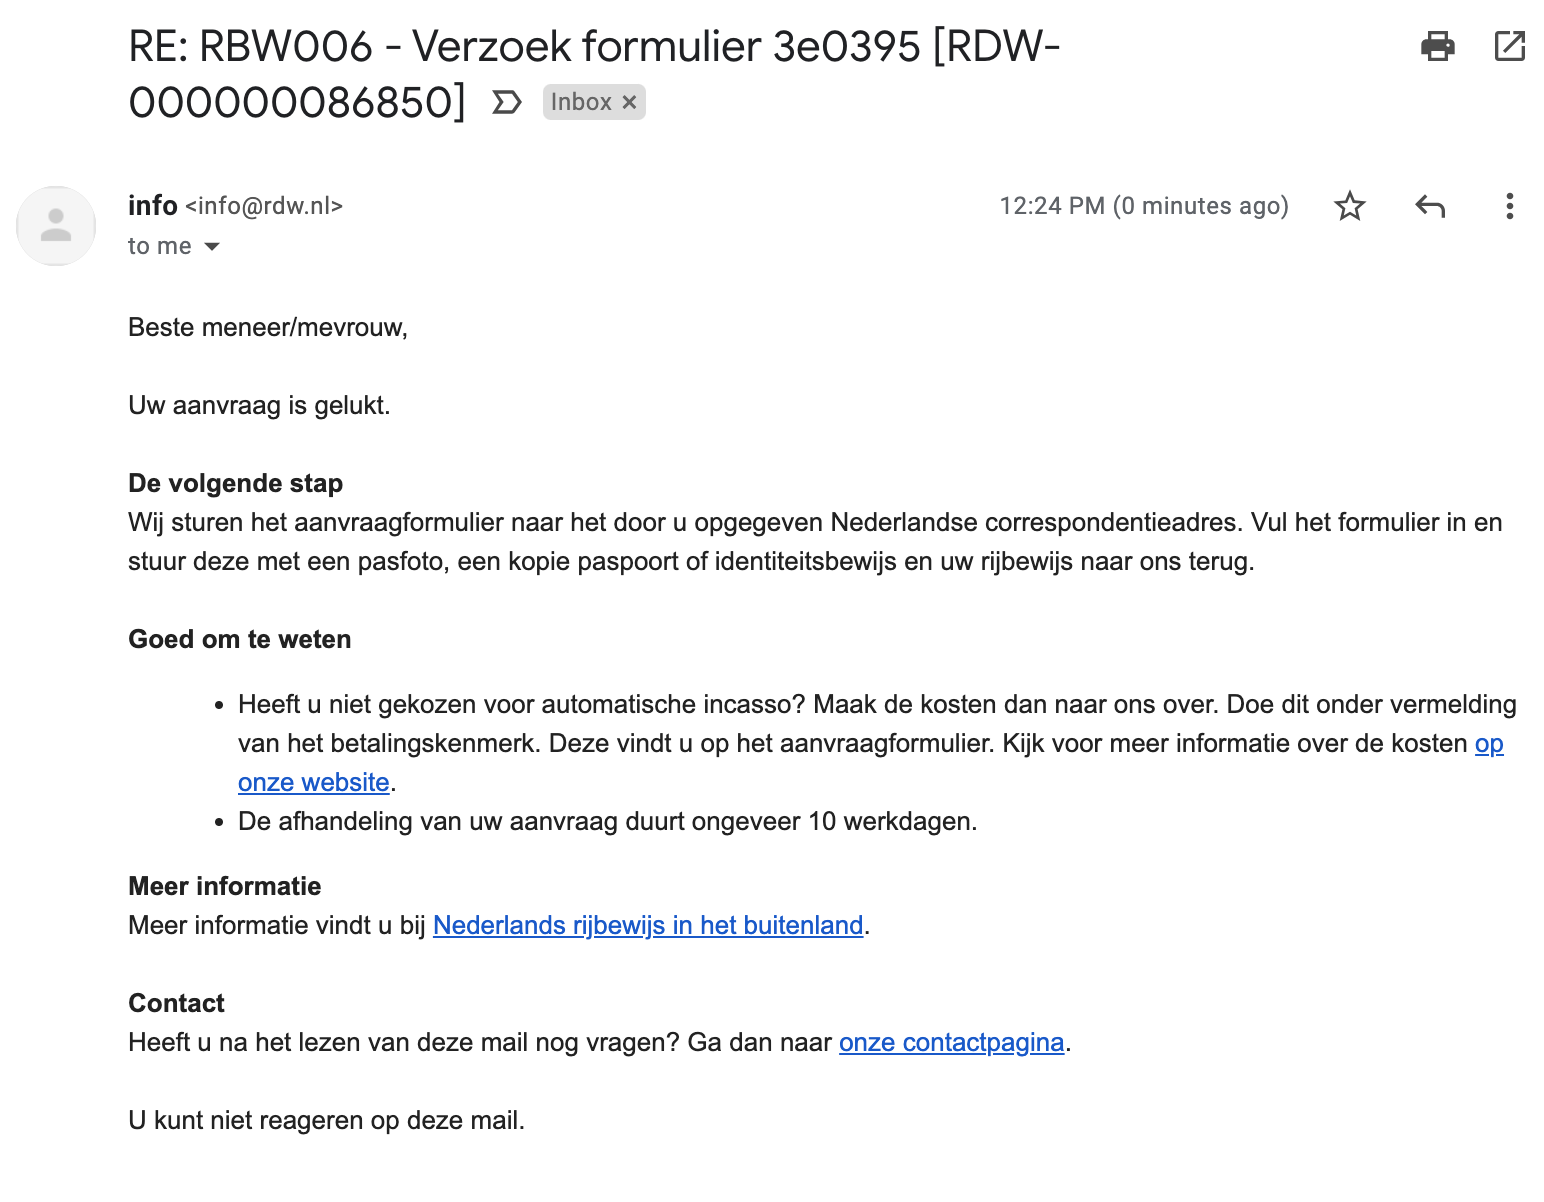 RE: RBW006 - Verzoek formulier 3e0395 [RDW-
000000086850] Inbox ×
info <info@rdw.nl> 12:24 PM (0 minutes ago)
to me
Beste meneer/mevrouw,
Uw aanvraag is gelukt.
De volgende stap
Wij sturen het aanvraagformulier naar het door u opgegeven Nederlandse correspondentieadres. Vul het formulier in en
stuur deze met een pasfoto, een kopie paspoort of identiteitsbewijs en uw rijbewijs naar ons terug.
Goed om te weten
• Heeft u niet gekozen voor automatische incasso? Maak de kosten dan naar ons over. Doe dit onder vermelding
van het betalingskenmerk. Deze vindt u op het aanvraagformulier. Kijk voor meer informatie over de kosten op
onze website.
• De afhandeling van uw aanvraag duurt ongeveer 10 werkdagen.
Meer informatie
Meer informatie vindt u bij Nederlands rijbewijs in het buitenland.
Contact
Heeft u na het lezen van deze mail nog vragen? Ga dan naar onze contactpagina.
U kunt niet reageren op deze mail.